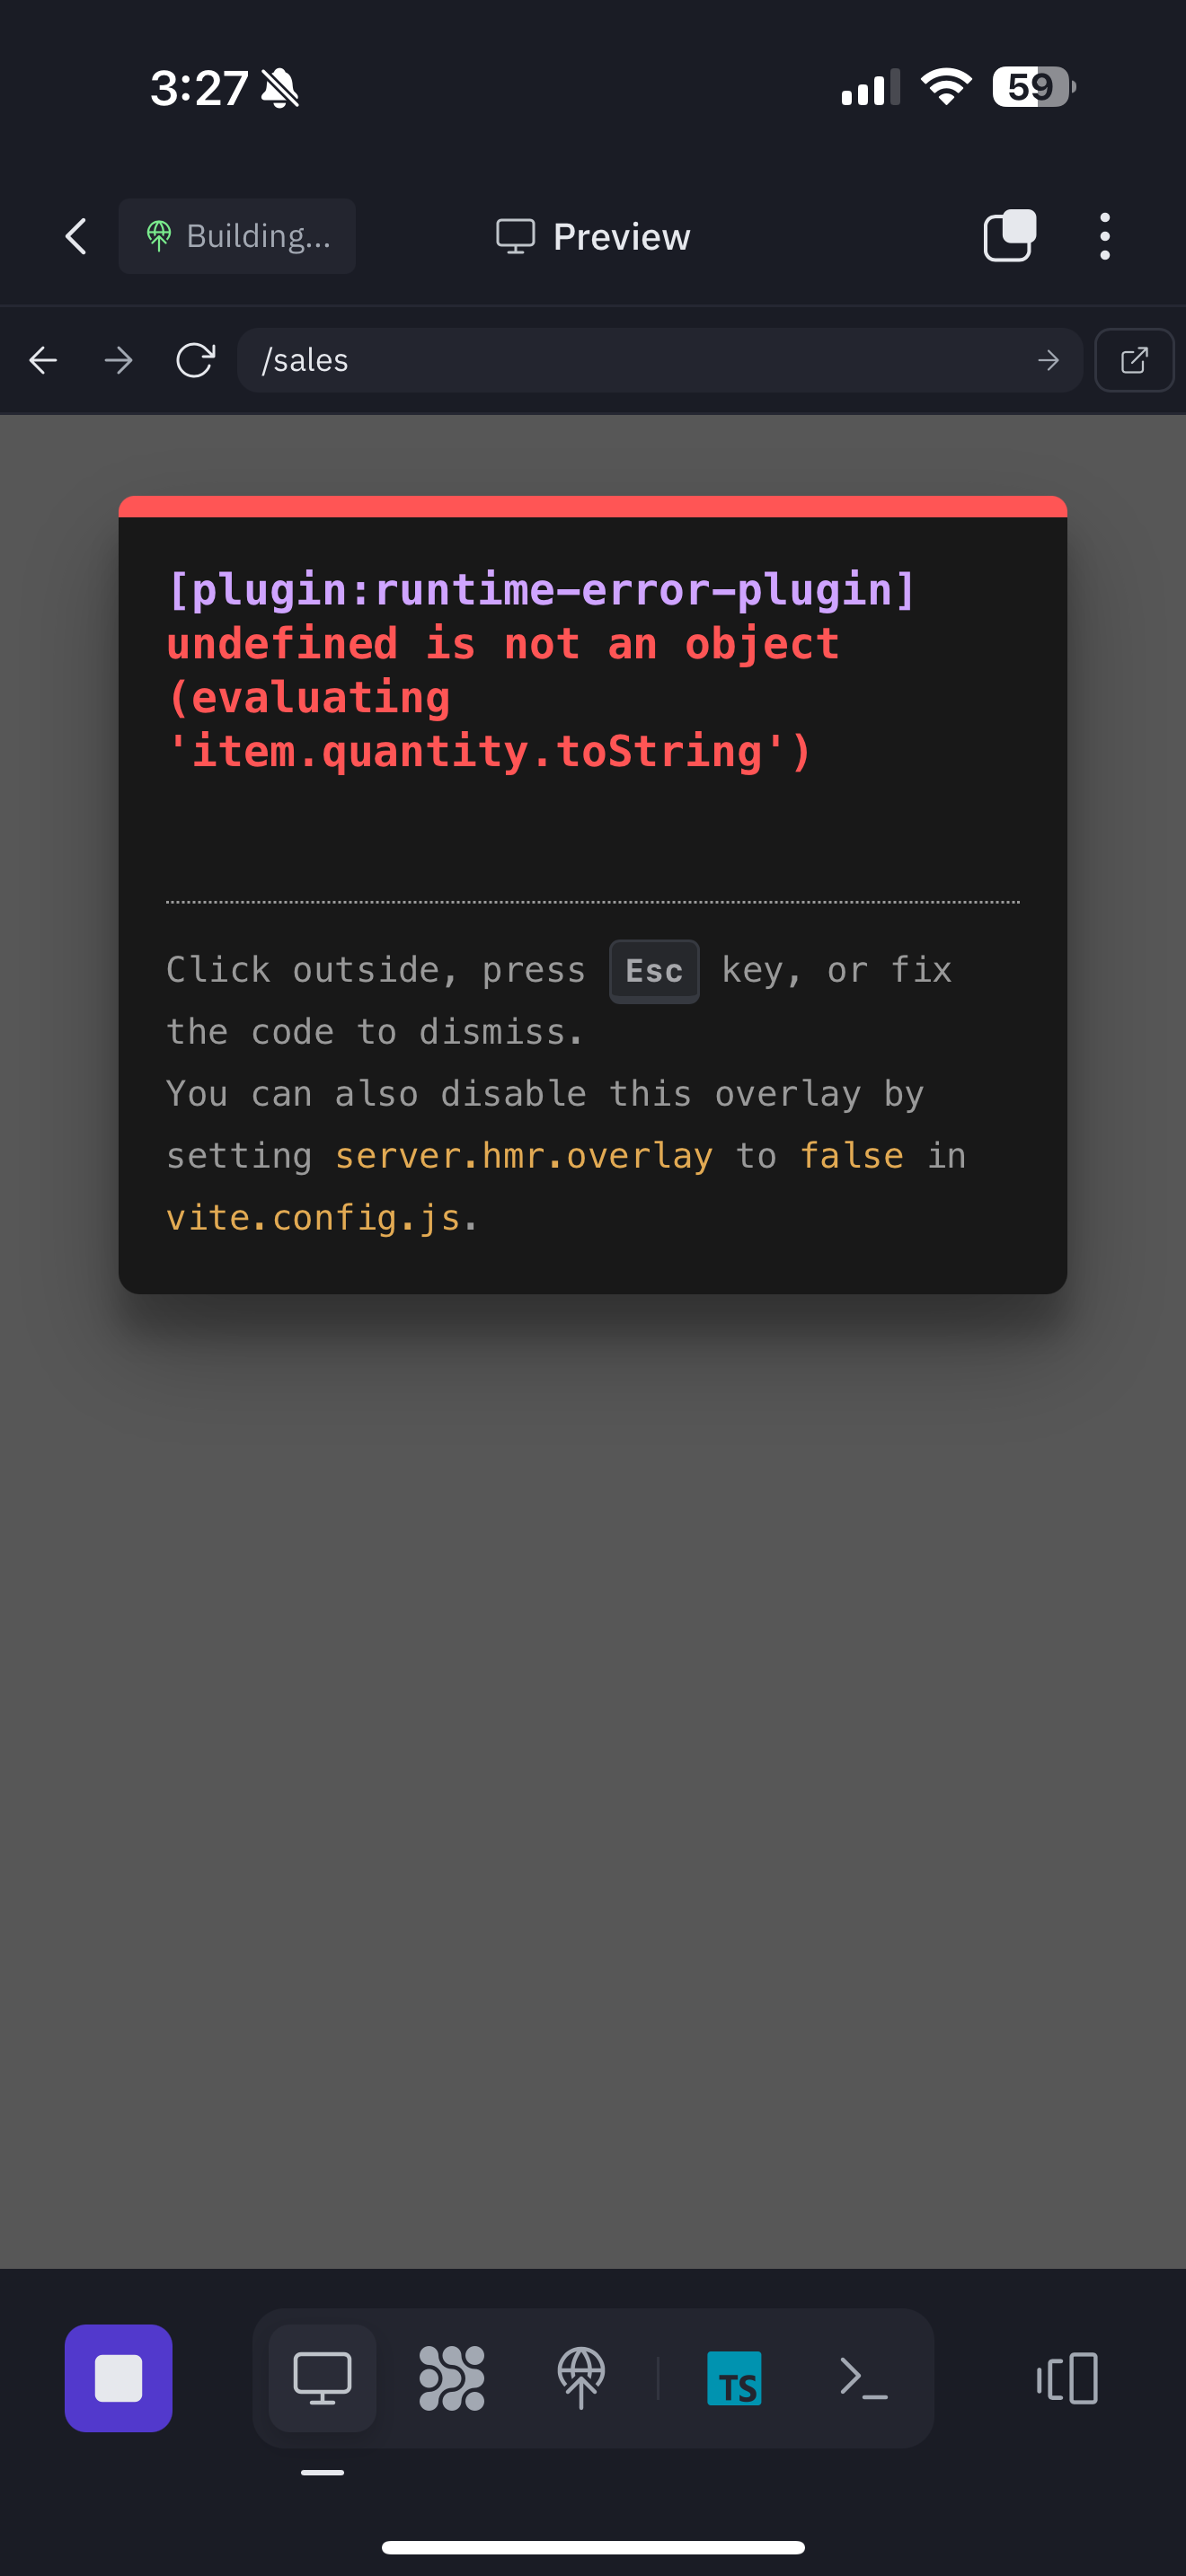 3:27
59
Building...
Preview
/sales
[plugin:runtime-error-plugin]
undefined is not an object
(evaluating
'item.quantity.toString')
Click outside, press Esc key, or fix
the code to dismiss.
You can also disable this overlay by
setting server.hmr.overlay to false in
vite.config.js.
TS